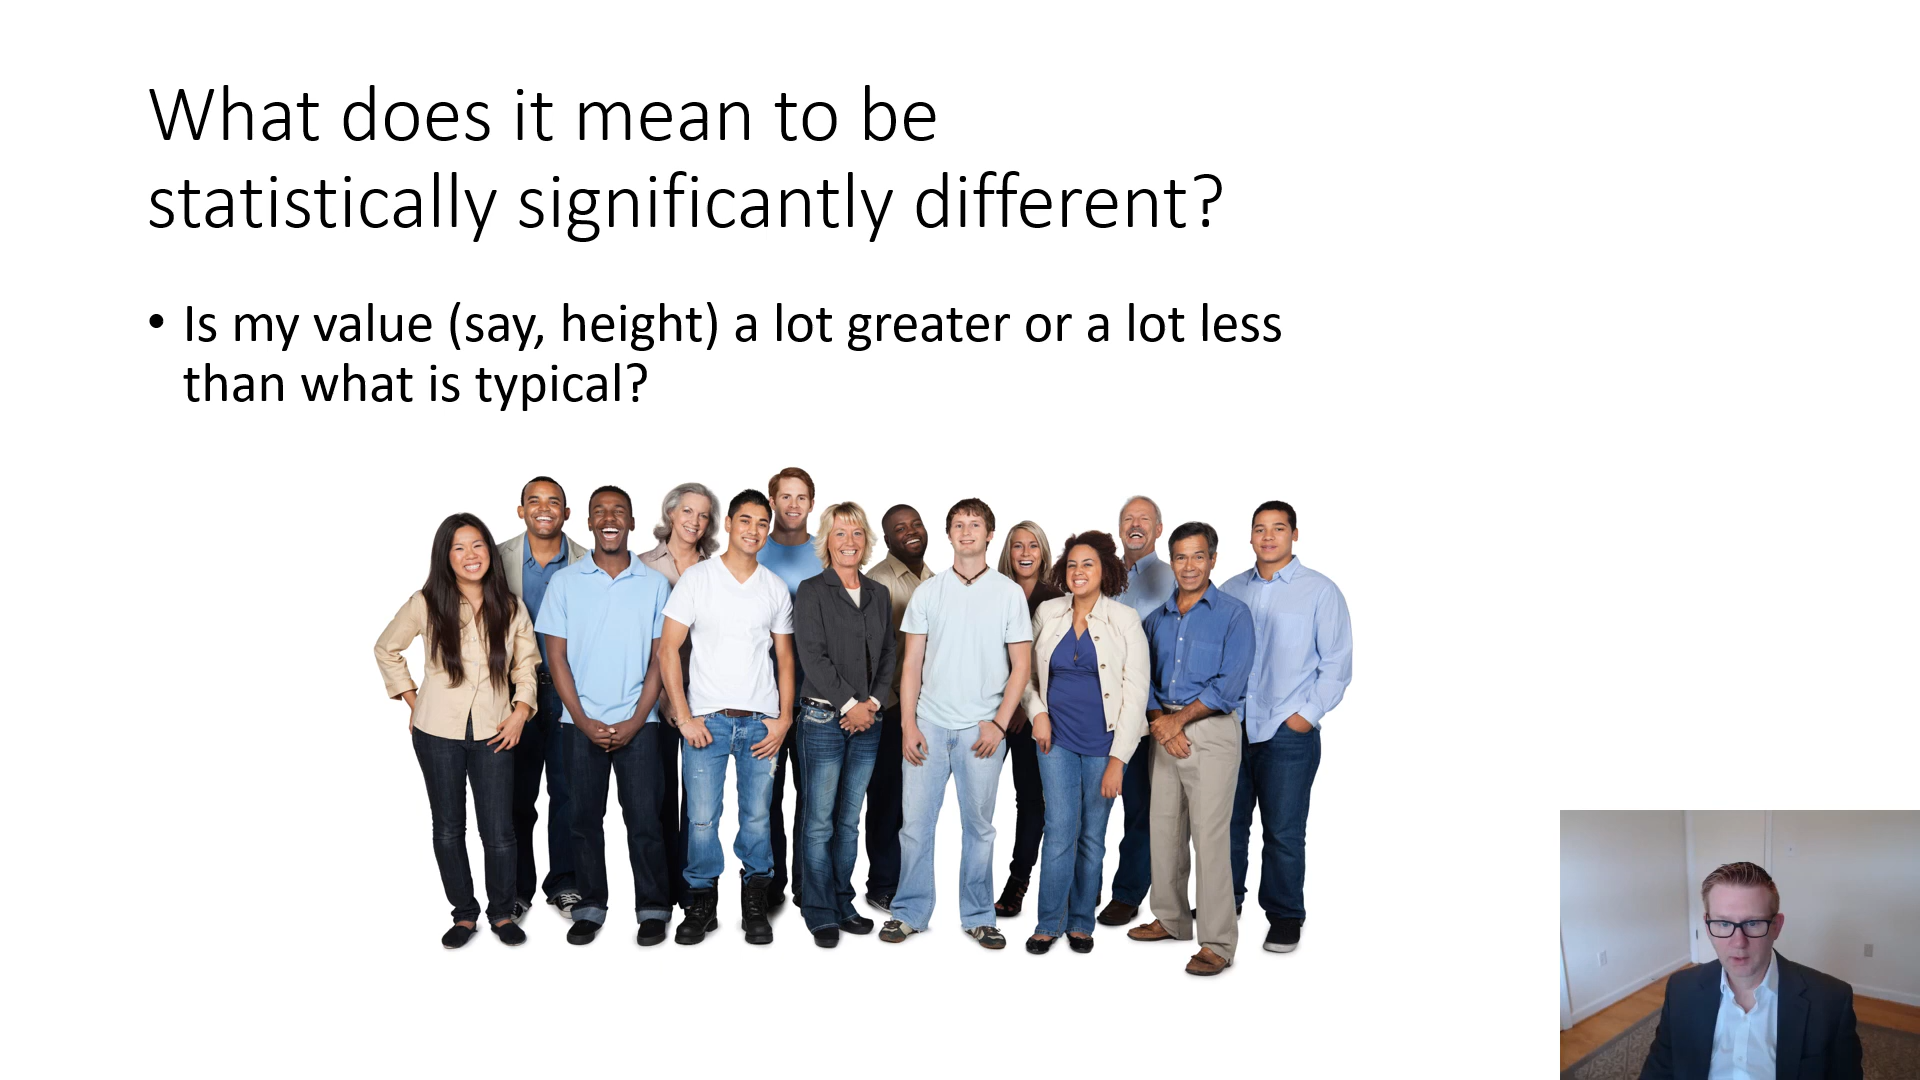 What does it mean to be
statistically significantly different?
• Is my value (say, height) a lot greater or a lot less
than what is typical?